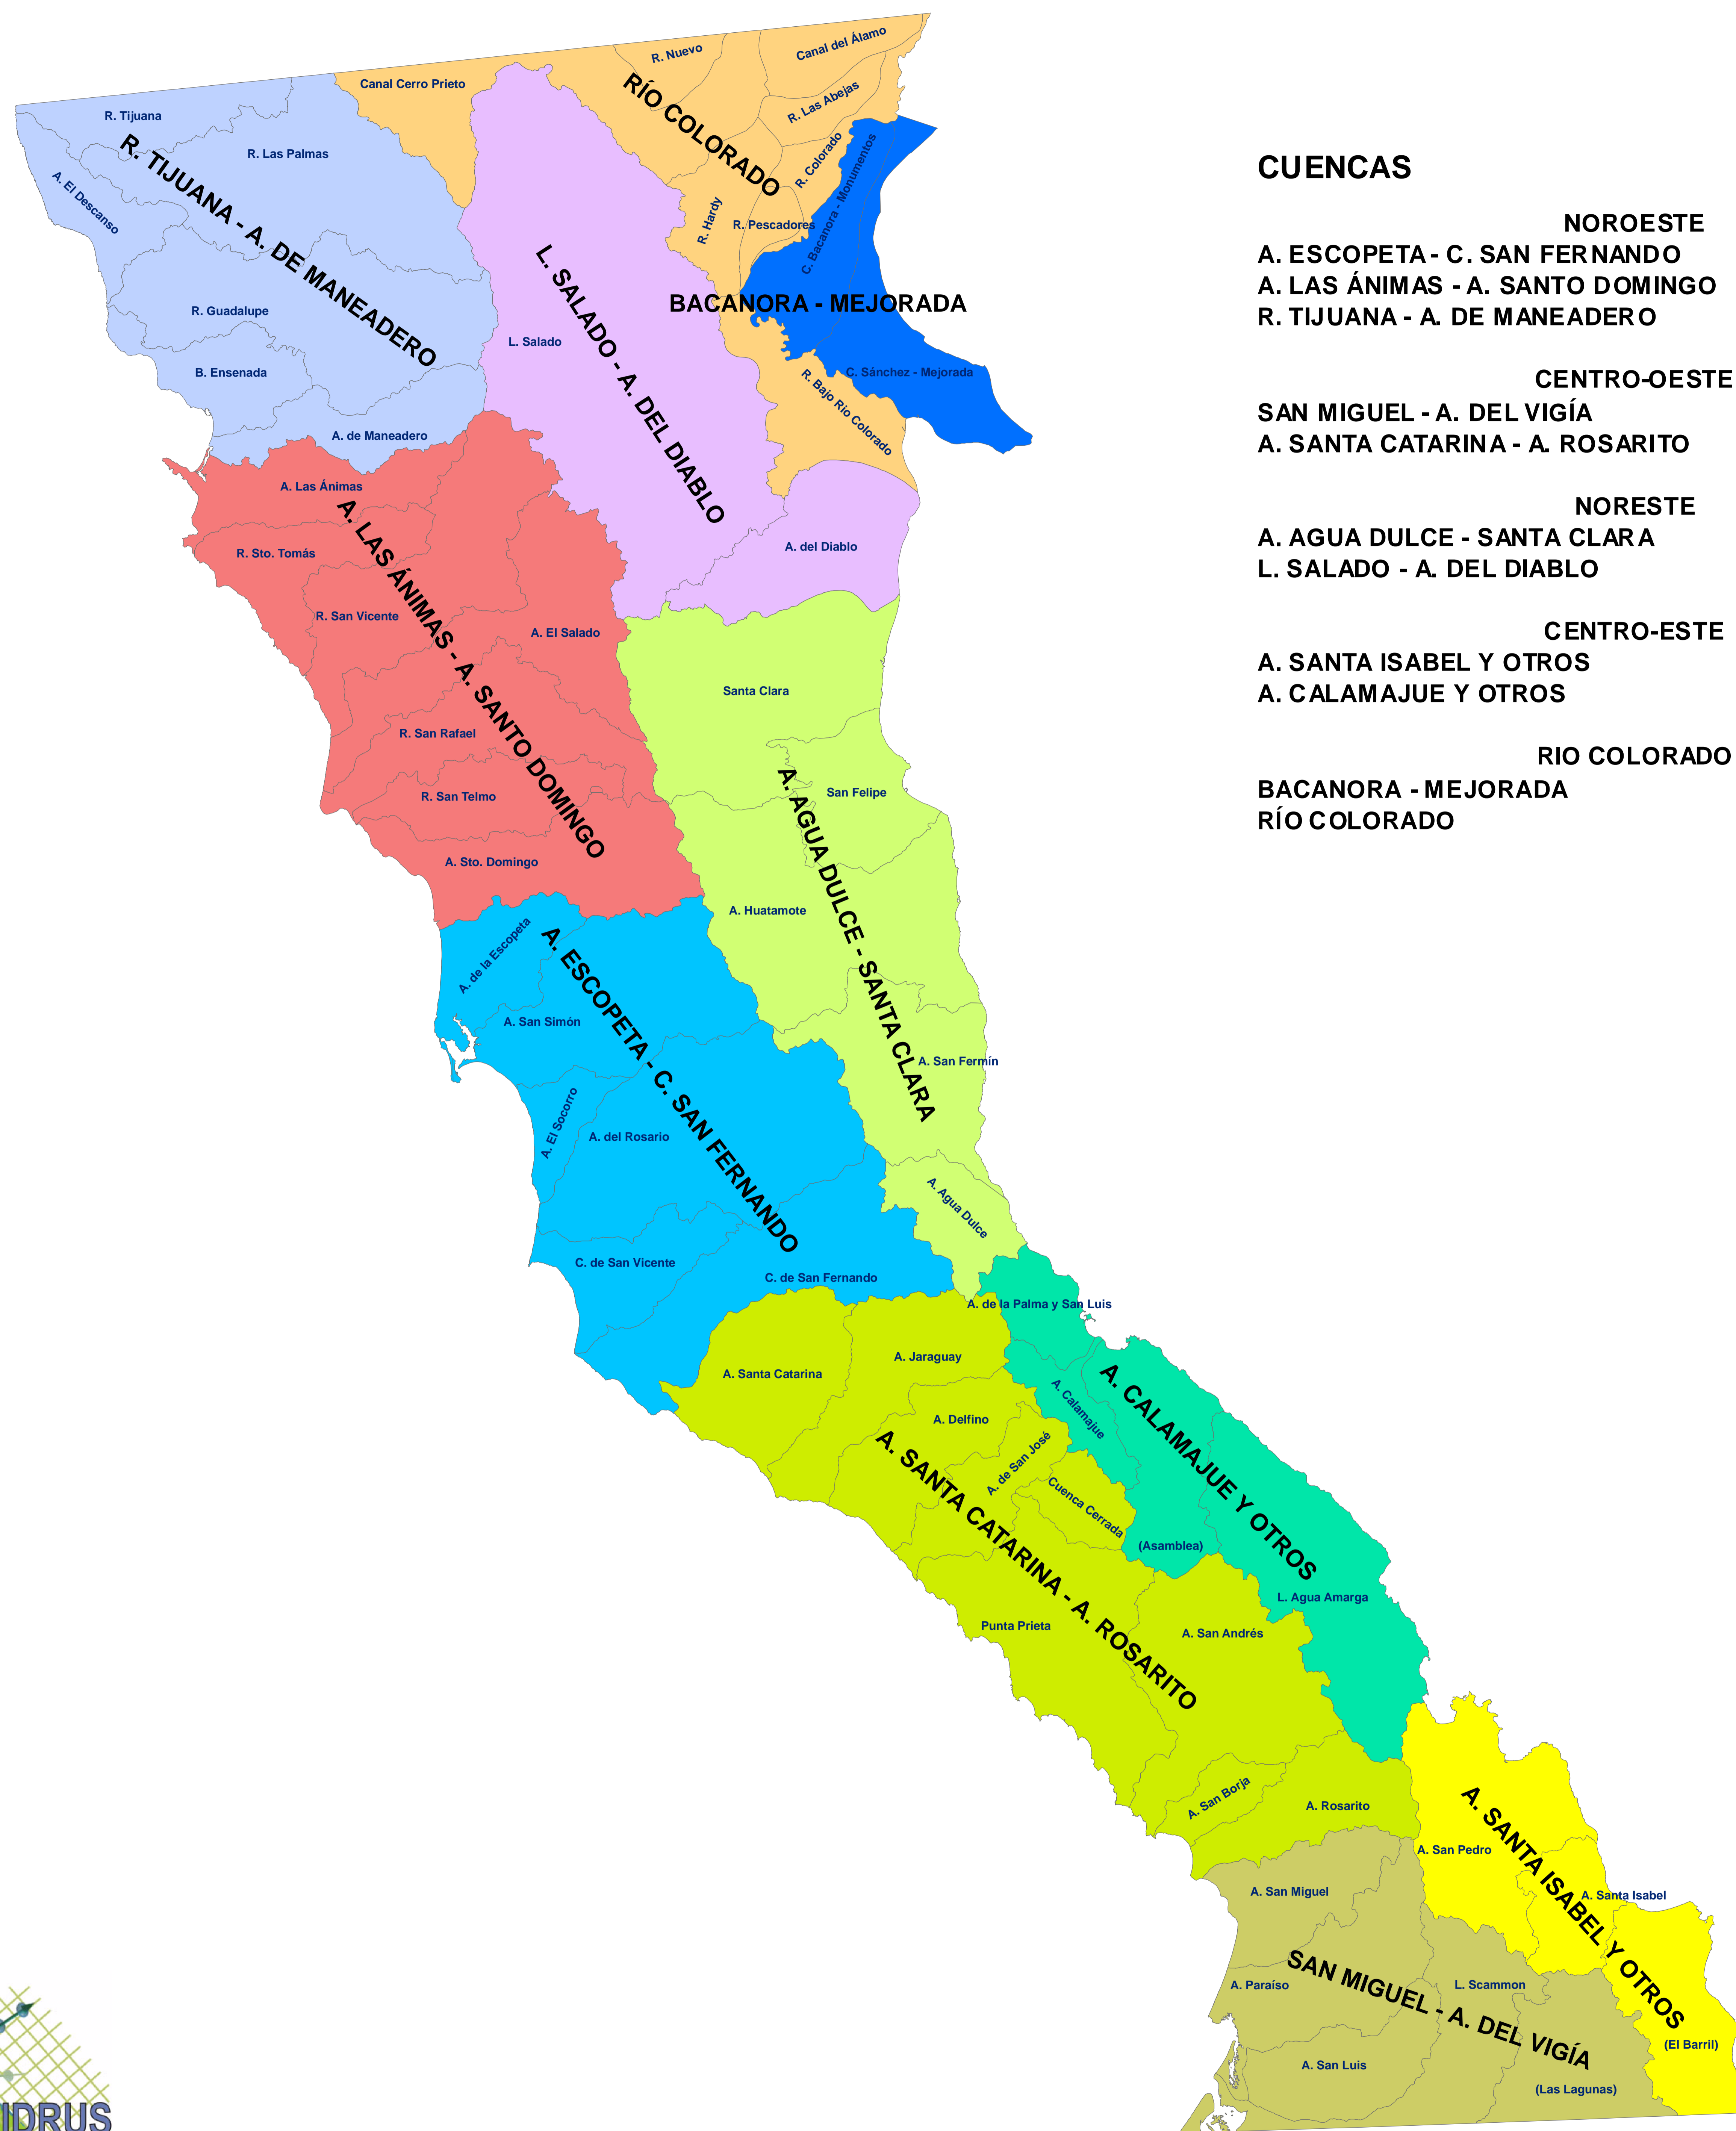 R. Nuevo
Canal del Álamo
Canal Cerro Prieto
RÍO COLORADO
R. Las Abejas
R. Tijuana
R. Las Palmas
R. TIJUANA - A. DE MANEADERO
A. El Descanso
R. Colorado
C. Bacanora - Monumentos
R. Hardy
R. Pescadores
BACANORA - MEJORADA
R. Guadalupe
L. Salado
L. SALADO - A. DEL DIABLO
B. Ensenada
C. Sánchez - Mejorada
R. Bajo Rio Colorado
A. de Maneadero
A. Las Ánimas
A. LAS ÁNIMAS - A. SANTO DOMINGO
R. Sto. Tomás
A. del Diablo
R. San Vicente
A. El Salado
Santa Clara
R. San Rafael
R. San Telmo
San Felipe
A. AGUA DULCE - SANTA CLARA
A. Sto. Domingo
A. Huatamote
A. de la Escopeta
A. ESCOPETA - C. SAN FERNANDO
A. San Simón
A. San Fermín
A. El Socorro
A. del Rosario
A. Agua Dulce
C. de San Vicente
C. de San Fernando
A. de la Palma y San Luis
A. Jaraguay
A. Santa Catarina
A. Calamajue
A. CALAMAJUE Y OTROS
A. Delfino
A. de San José
A. SANTA CATARINA - A. ROSARITO
Cuenca Cerrada
(Asamblea)
L. Agua Amarga
Punta Prieta
A. San Andrés
A. San Borja
A. Rosarito
A. San Pedro
A. SANTA ISABEL Y OTROS
A. San Miguel
A. Santa Isabel
SAN MIGUEL - A. DEL VIGÍA
A. Paraíso
L. Scammon
A. San Luis
(El Barril)
(Las Lagunas)
CUENCAS
NOROESTE
A. ESCOPETA - C. SAN FERNANDO
A. LAS ÁNIMAS - A. SANTO DOMINGO
R. TIJUANA - A. DE MANEADERO
CENTRO-OESTE
SAN MIGUEL - A. DEL VIGÍA
A. SANTA CATARINA - A. ROSARITO
NORESTE
A. AGUA DULCE - SANTA CLARA
L. SALADO - A. DEL DIABLO
CENTRO-ESTE
A. SANTA ISABEL Y OTROS
A. CALAMAJUE Y OTROS
RIO COLORADO
BACANORA - MEJORADA
RÍO COLORADO
IDRUS